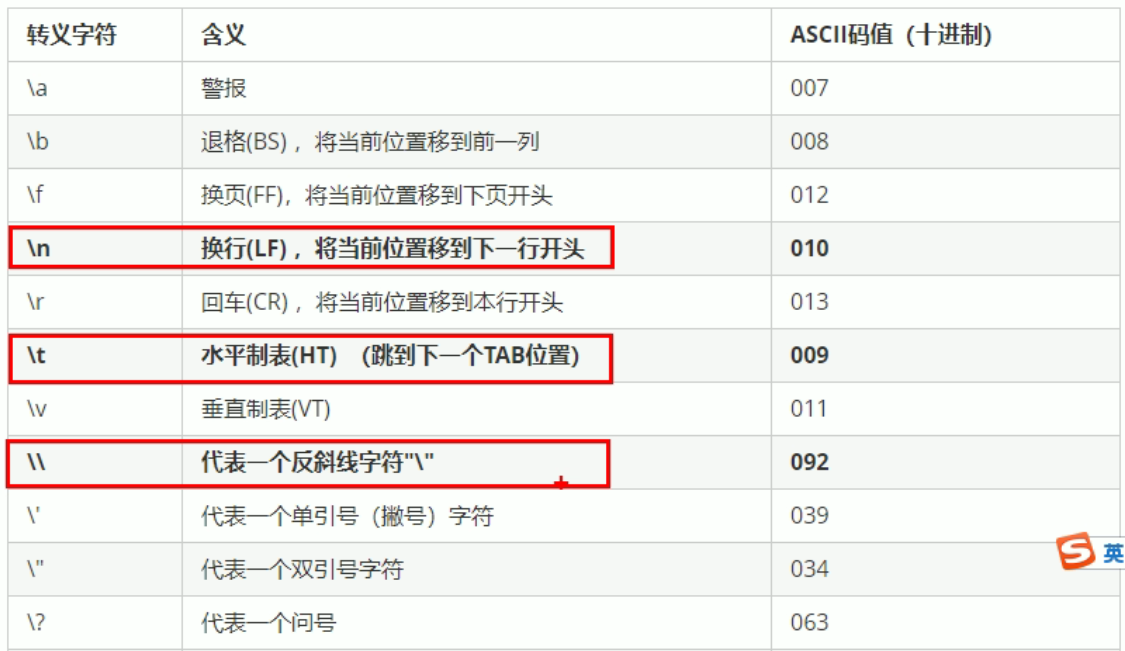 转义字符 含义 ASCII码值（十进制）
\a 警报 007
\b 退格(BS) ，将当前位置移到前一列 008
\f 换页(FF)，将当前位置移到下页开头 012
\n 换行(LF) ，将当前位置移到下一行开头 010
\r 回车(CR) ，将当前位置移到本行开头 013
\t 水平制表(HT) （跳到下一个TAB位置） 009
\v 垂直制表(VT) 011
\\ 代表一个反斜线字符"\" 092
\' 代表一个单引号（撇号）字符 039
\" 代表一个双引号字符 034
\? 代表一个问号 063
S 英